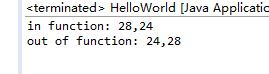 <terminated> HelloWorld [Java Applicatio
in function: 28,24
out of function: 24,28